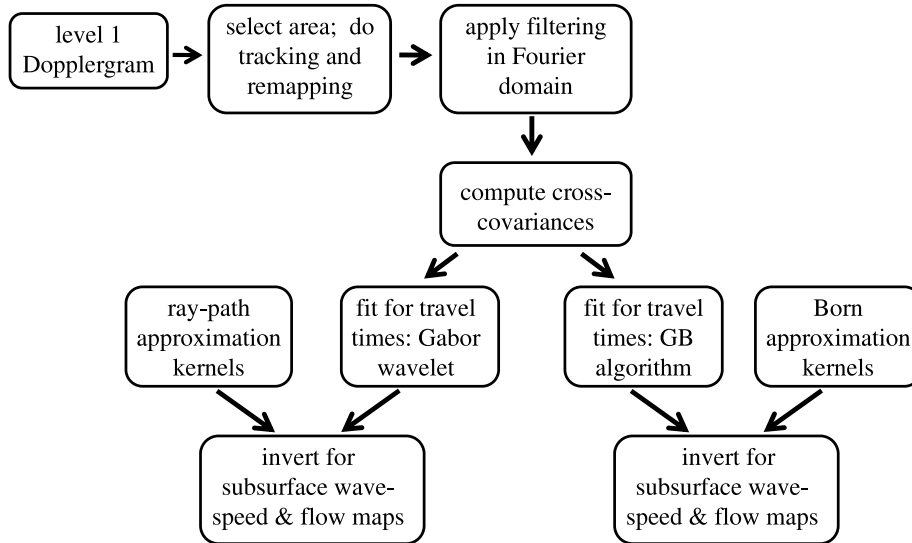 level 1
Dopplergram
select area;  do
tracking and
remapping
apply filtering
in Fourier
domain
compute cross-
covariances
ray-path
approximation
kernels
fit for travel
times: Gabor
wavelet
fit for travel
times: GB
algorithm
Born
approximation
kernels
invert for
subsurface wave-
speed & flow maps
invert for
subsurface wave-
speed & flow maps